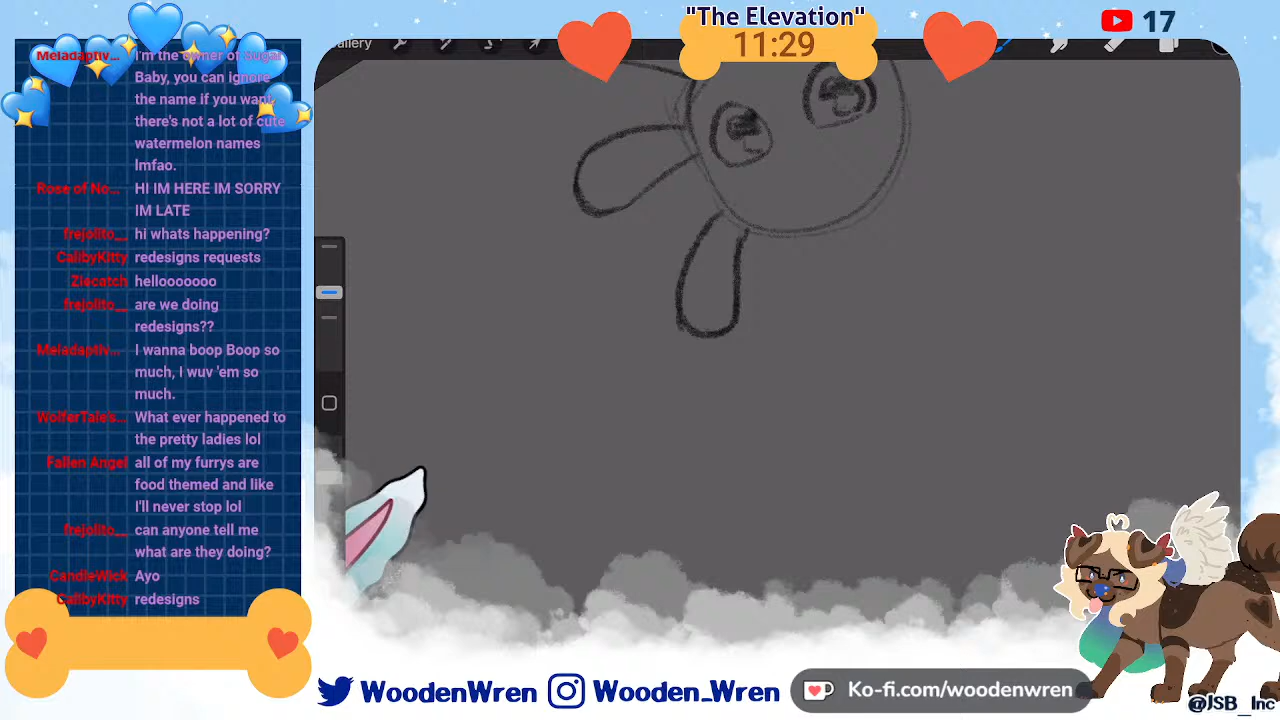 "The Elevation"
11:29
17
allery
Meladaptiv... I'm the owner of Sugar
Baby, you can ignore
the name if you want
there's not a lot of cute
watermelon names
lmfao.
Rose of No... HI IM HERE IM SORRY
IM LATE
frejolito__ hi whats happening?
CalibyKitty redesigns requests
Ziecatch hellooooooo
frejolito__ are we doing
redesigns??
Meladaptiv... I wanna boop Boop so
much, I wuv 'em so
much.
WolferTale's... What ever happened to
the pretty ladies lol
Fallen Angel all of my furrys are
food themed and like
I'll never stop lol
frejolito__ can anyone tell me
what are they doing?
CandleWick Ayo
CalibyKitty redesigns
WoodenWren
Wooden_Wren
Ko-fi.com/woodenwren
@JSB_Inc